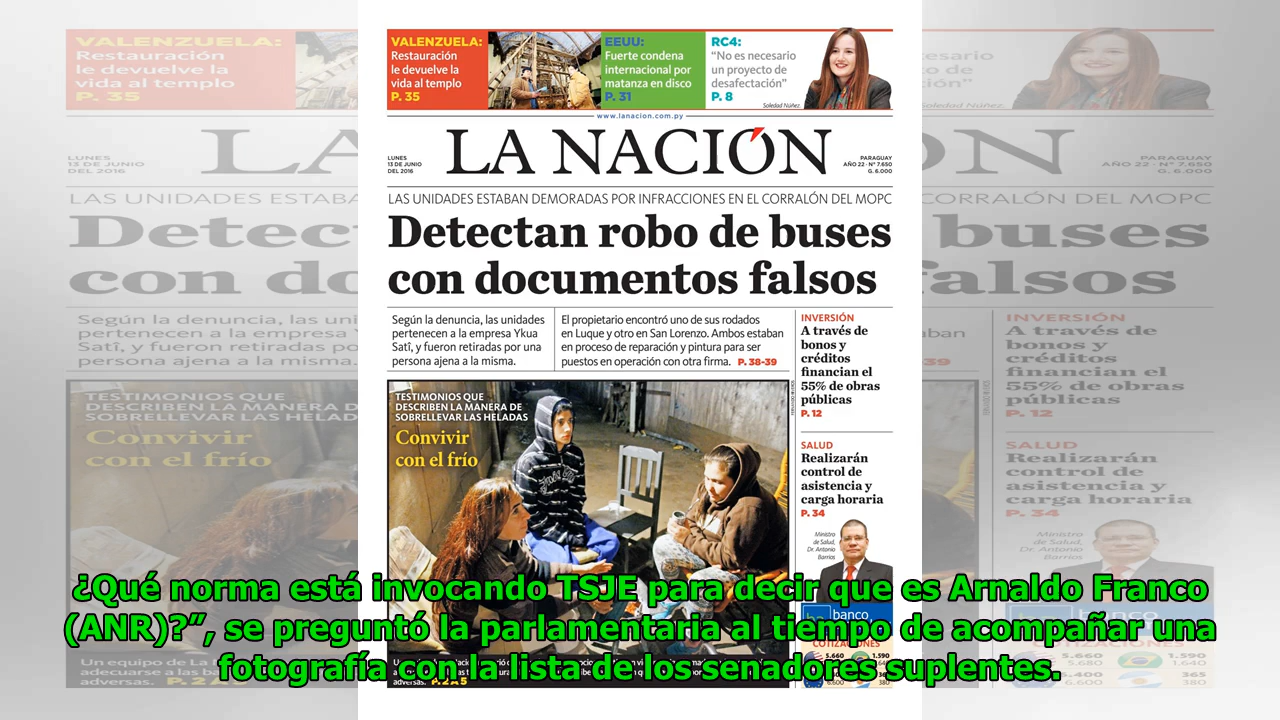 VALENZUELA:
Restauración
le devuelve la
vida al templo
P. 35
EEUU:
Fuerte condena
internacional por
matanza en disco
P. 31
RC4:
"No es necesario
un proyecto de
desafectación"
P. 8
Soledad Núñez.
www.lanacion.com.py
LUNES
13 DE JUNIO
DEL 2016
LA NACIÓN
PARAGUAY
AÑO 22 - Nº 7.650
G. 6.000
LAS UNIDADES ESTABAN DEMORADAS POR INFRACCIONES EN EL CORRALÓN DEL MOPC
Detectan robo de buses
con documentos falsos
Según la denuncia, las unidades
pertenecen a la empresa Ykua
Satî, y fueron retiradas por una
persona ajena a la misma.
El propietario encontró uno de sus rodados
en Luque y otro en San Lorenzo. Ambos estaban
en proceso de reparación y pintura para ser
puestos en operación con otra firma. P. 38-39
INVERSIÓN
A través de
bonos y
créditos
financian el
55% de obras
públicas
P. 12
TESTIMONIOS QUE
DESCRIBEN LA MANERA DE
SOBRELLEVAR LAS HELADAS
Convivir
con el frío
SALUD
Realizarán
control de
asistencia y
carga horaria
P. 34
Ministro
de Salud,
Dr. Antonio
Barrios
banco
COTIZACIONES
¿Qué norma está invocando TSJE para decir que es Arnaldo Franco
(ANR)?”, se preguntó la parlamentaria al tiempo de acompañar una
fotografía con la lista de los senadores suplentes.